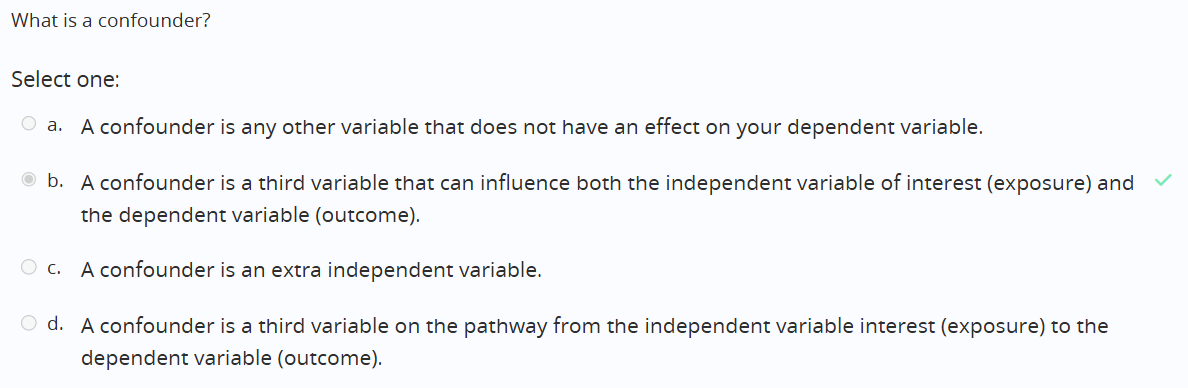 What is a confounder?
Select one:
a. A confounder is any other variable that does not have an effect on your dependent variable.
b. A confounder is a third variable that can influence both the independent variable of interest (exposure) and
the dependent variable (outcome).
c. A confounder is an extra independent variable.
d. A confounder is a third variable on the pathway from the independent variable interest (exposure) to the
dependent variable (outcome).